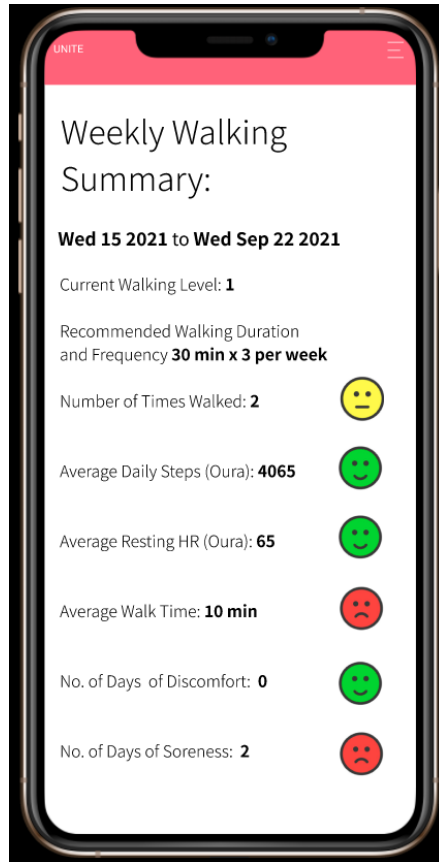 UNITE
Weekly Walking
Summary:
Wed 15 2021 to Wed Sep 22 2021
Current Walking Level: 1
Recommended Walking Duration
and Frequency 30 min x 3 per week
Number of Times Walked: 2
Average Daily Steps (Oura): 4065
Average Resting HR (Oura): 65
Average Walk Time: 10 min
No. of Days of Discomfort: 0
No. of Days of Soreness: 2